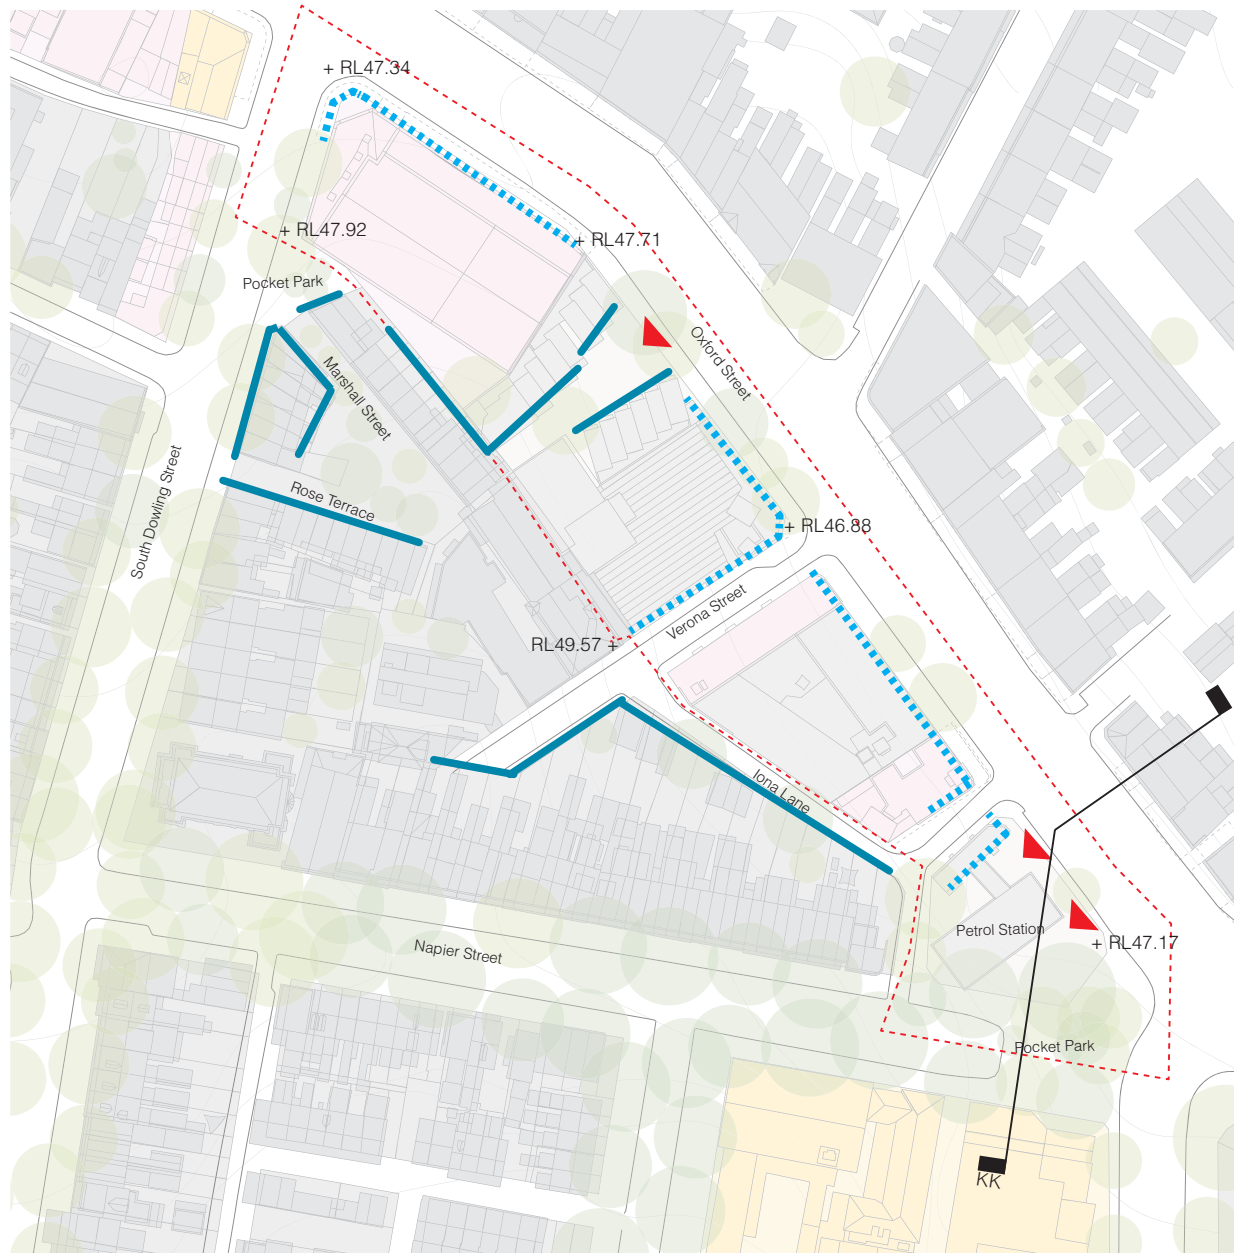 + RL47.34
+ RL47.92
+ RL47.71
Pocket Park
Oxford Street
Marshall Street
South Dowling Street
Rose Terrace
+ RL46.88
Verona Street
RL49.57 +
Iona Lane
Petrol Station
+ RL47.17
Napier Street
Pocket Park
KK